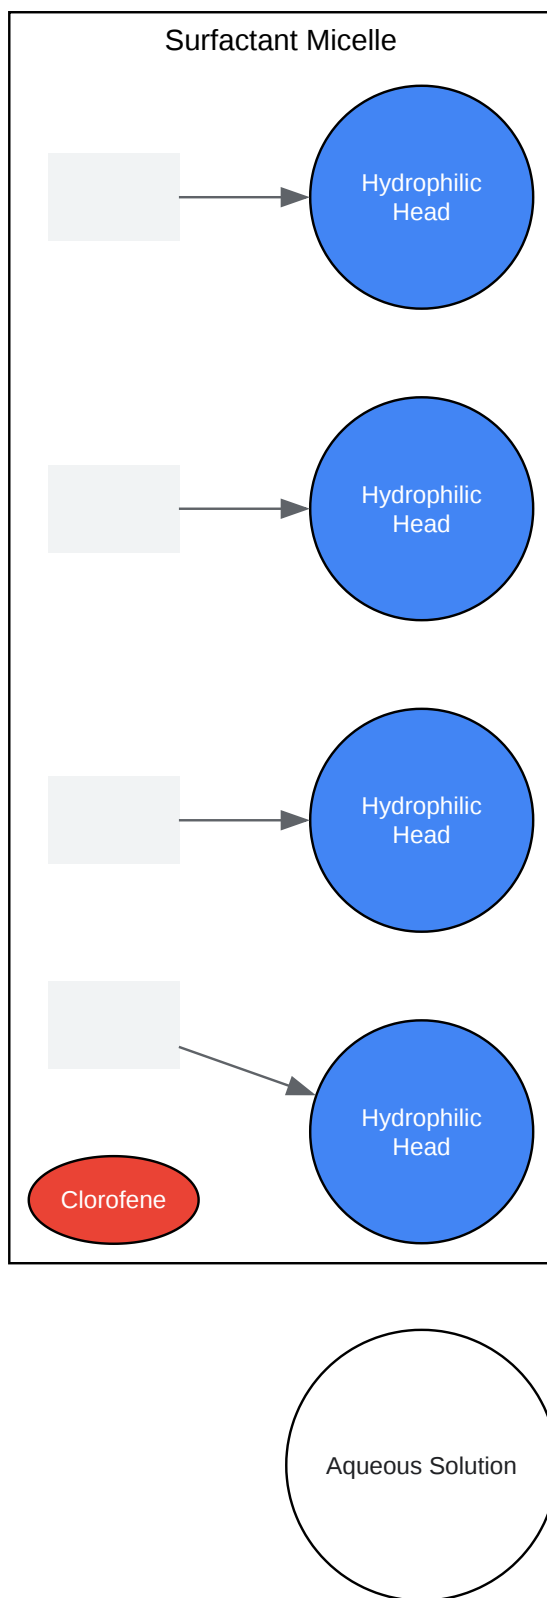 Surfactant Micelle
Hydrophilic
Head
Hydrophilic
Head
Hydrophilic
Head
Hydrophilic
Head
Clorofene
Aqueous Solution